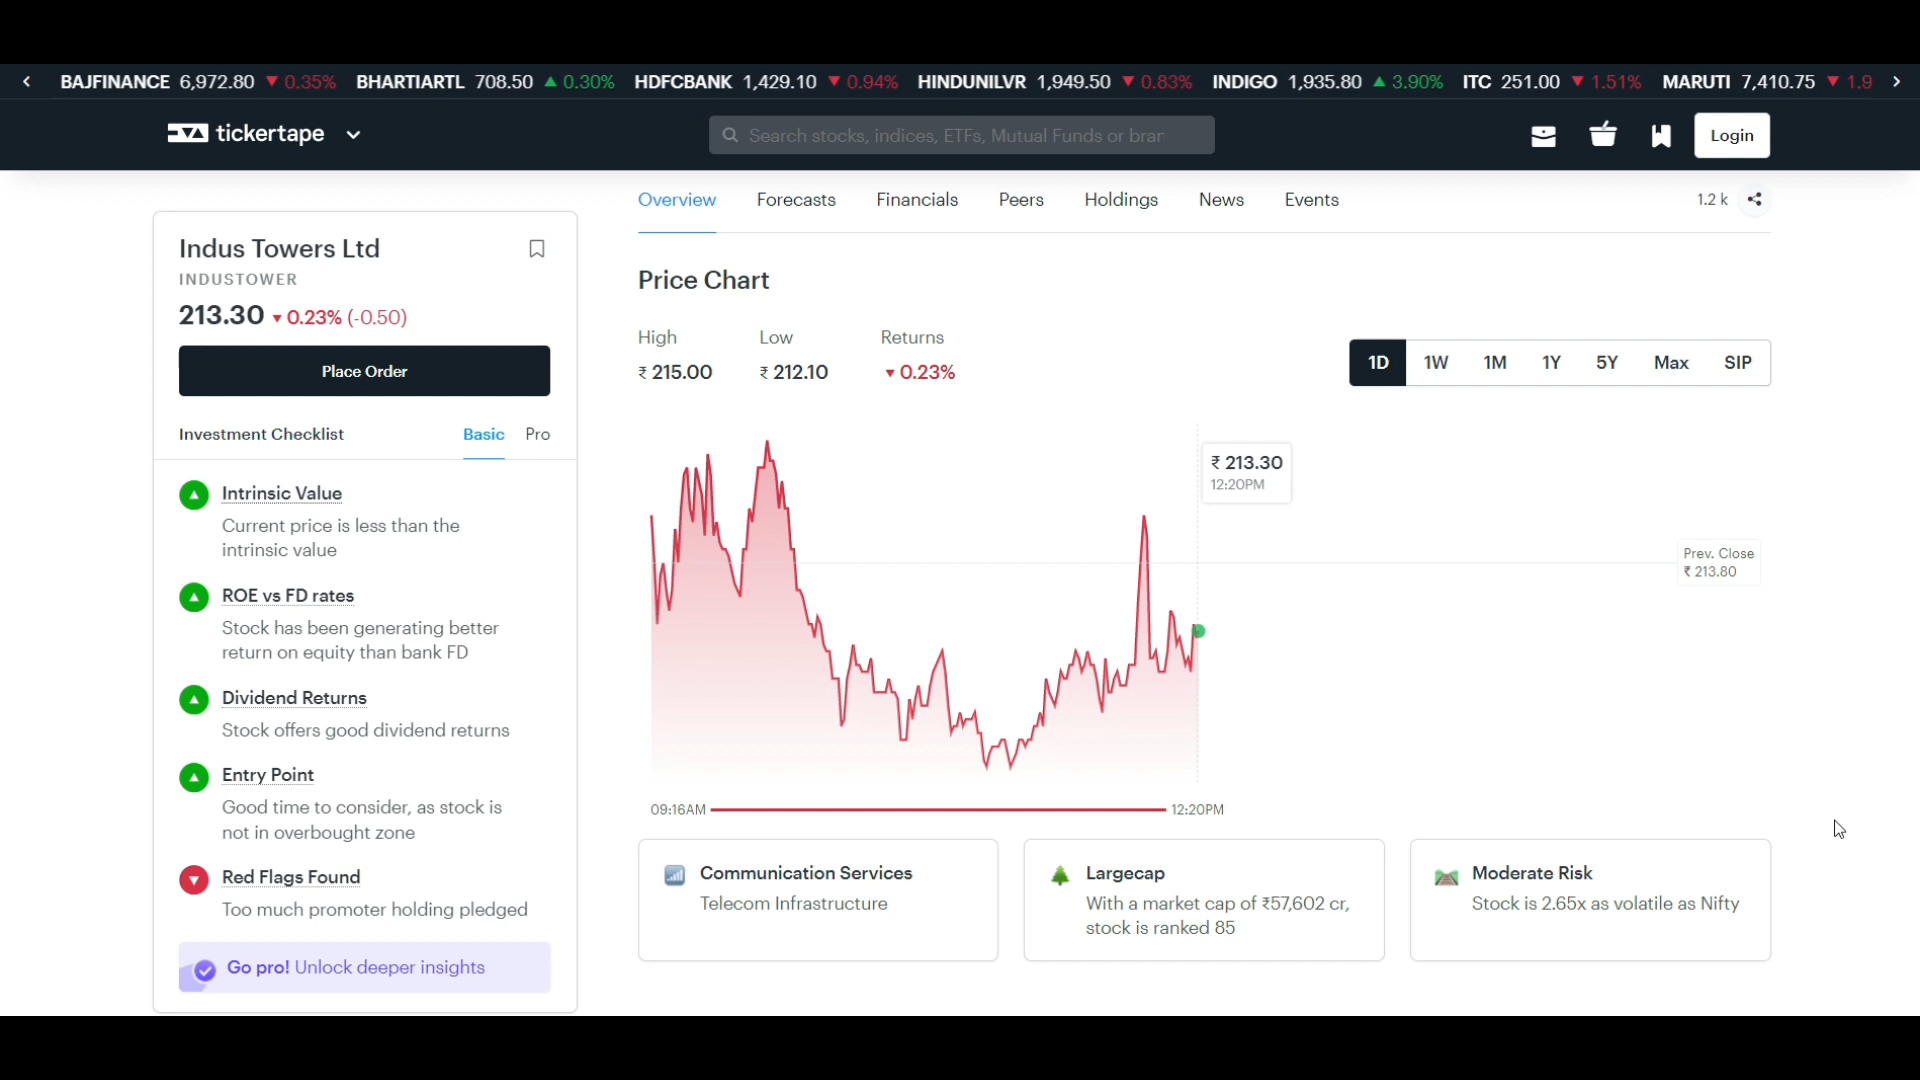 BAJFINANCE 6,972.80 ▼ 0.35% BHARTIARTL 708.50 ▲ 0.30% HDFCBANK 1,429.10 ▼ 0.94% HINDUNILVR 1,949.50 ▼ 0.83% INDIGO 1,935.80 ▲ 3.90% ITC 251.00 ▼ 1.51% MARUTI 7,410.75 ▼ 1.9
tickertape
Search stocks, indices, ETFs, Mutual Funds or brar
Login
Overview Forecasts Financials Peers Holdings News Events
1.2 k
Indus Towers Ltd
INDUSTOWER
213.30 ▼ 0.23% (-0.50)
Place Order
Investment Checklist Basic Pro
Intrinsic Value
Current price is less than the
intrinsic value
ROE vs FD rates
Stock has been generating better
return on equity than bank FD
Dividend Returns
Stock offers good dividend returns
Entry Point
Good time to consider, as stock is
not in overbought zone
Red Flags Found
Too much promoter holding pledged
Go pro! Unlock deeper insights
Price Chart
High Low Returns
₹ 215.00 ₹ 212.10 ▼ 0.23%
1D 1W 1M 1Y 5Y Max SIP
₹ 213.30
12:20PM
Prev. Close
₹ 213.80
09:16AM 12:20PM
Communication Services
Telecom Infrastructure
Largecap
With a market cap of ₹57,602 cr,
stock is ranked 85
Moderate Risk
Stock is 2.65x as volatile as Nifty